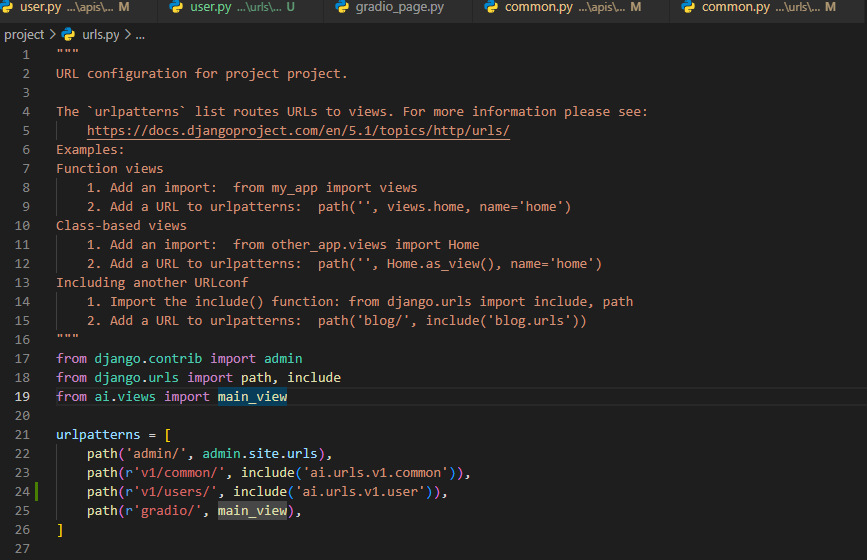 user.py ...\apis\... M user.py ...\urls\... U gradio_page.py common.py ...\apis\... M common.py ...\urls\... M
project > urls.py > ...
1 """
2 URL configuration for project project.
3
4 The `urlpatterns` list routes URLs to views. For more information please see:
5 https://docs.djangoproject.com/en/5.1/topics/http/urls/
6 Examples:
7 Function views
8 1. Add an import:  from my_app import views
9 2. Add a URL to urlpatterns:  path('', views.home, name='home')
10 Class-based views
11 1. Add an import:  from other_app.views import Home
12 2. Add a URL to urlpatterns:  path('', Home.as_view(), name='home')
13 Including another URLconf
14 1. Import the include() function: from django.urls import include, path
15 2. Add a URL to urlpatterns:  path('blog/', include('blog.urls'))
16 """
17 from django.contrib import admin
18 from django.urls import path, include
19 from ai.views import main_view
20
21 urlpatterns = [
22 path('admin/', admin.site.urls),
23 path(r'v1/common/', include('ai.urls.v1.common')),
24 path(r'v1/users/', include('ai.urls.v1.user')),
25 path(r'gradio/', main_view),
26 ]
27